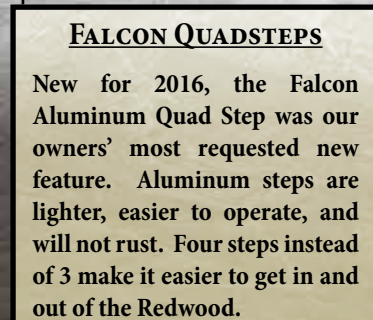 Falcon Quadsteps
New for 2016, the Falcon
Aluminum Quad Step was our
owners' most requested new
feature. Aluminum steps are
lighter, easier to operate, and
will not rust. Four steps instead
of 3 make it easier to get in and
out of the Redwood.